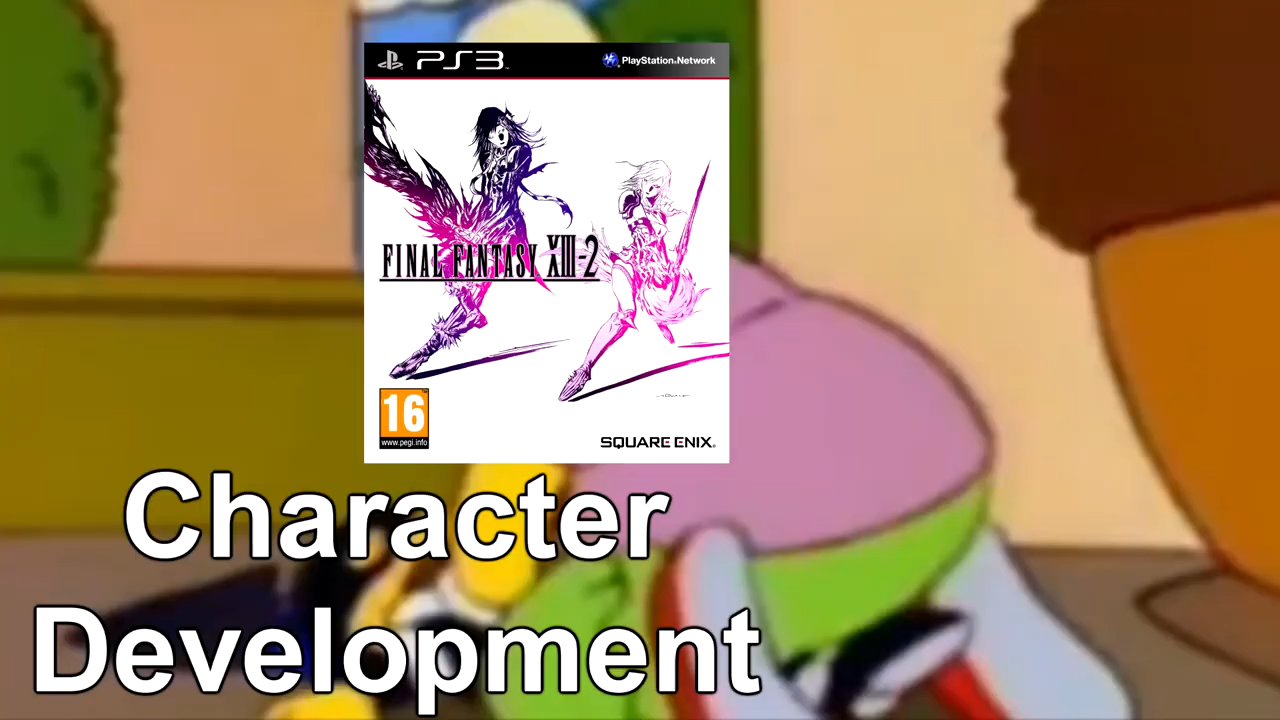 PS3
PlayStation Network
FINAL FANTASY XIII-2
16
www.pegi.info
SQUARE ENIX
Character
Development